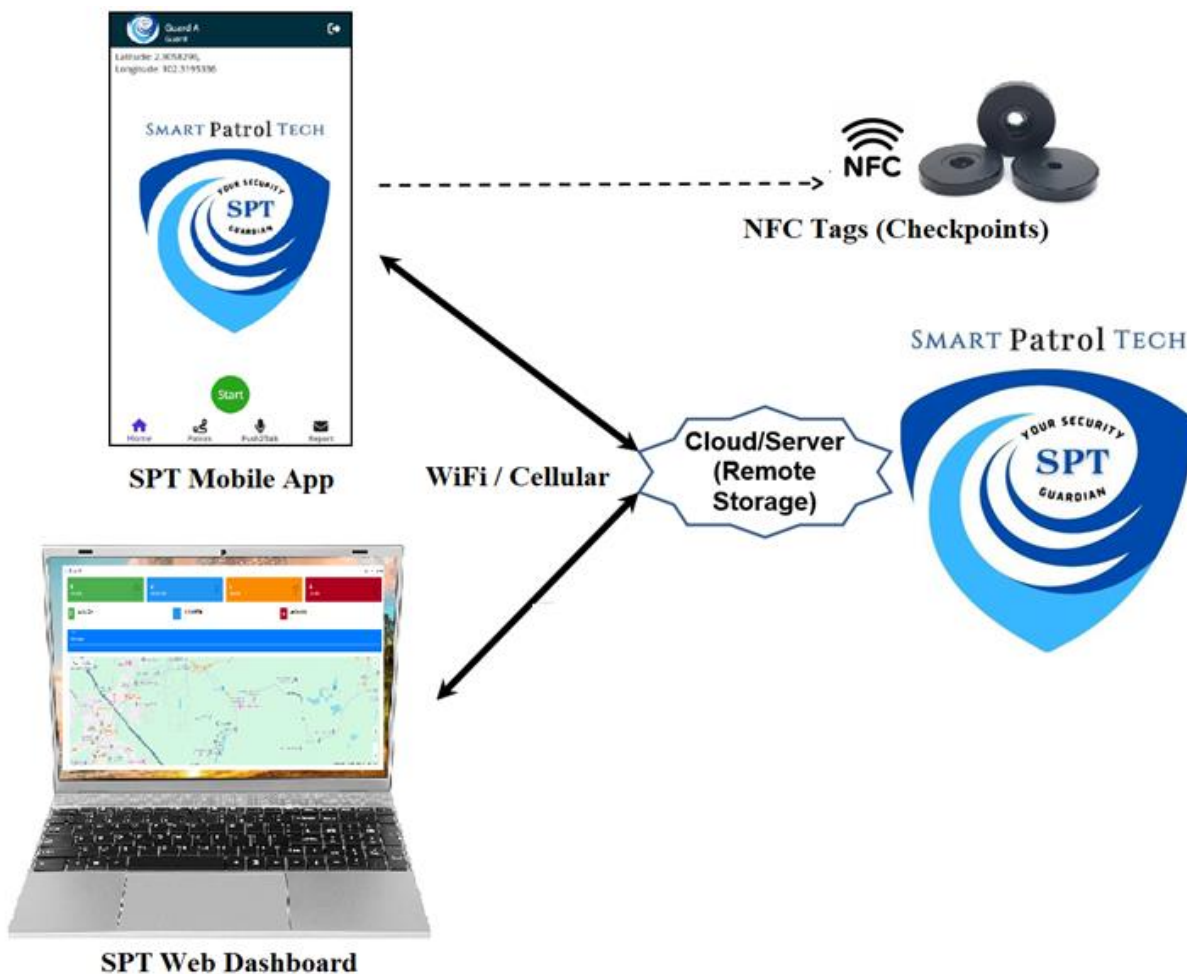 Guard A
Guard
Latitude: 2.3058296,
Longitude: 102.3195336
SMART Patrol TECH
YOUR SECURITY
SPT
GUARDIAN
Start
Home
Push2Talk
Report
SPT Mobile App
NFC
NFC Tags (Checkpoints)
WiFi / Cellular
Cloud/Server
(Remote
Storage)
SMART Patrol TECH
YOUR SECURITY
SPT
GUARDIAN
SPT Web Dashboard